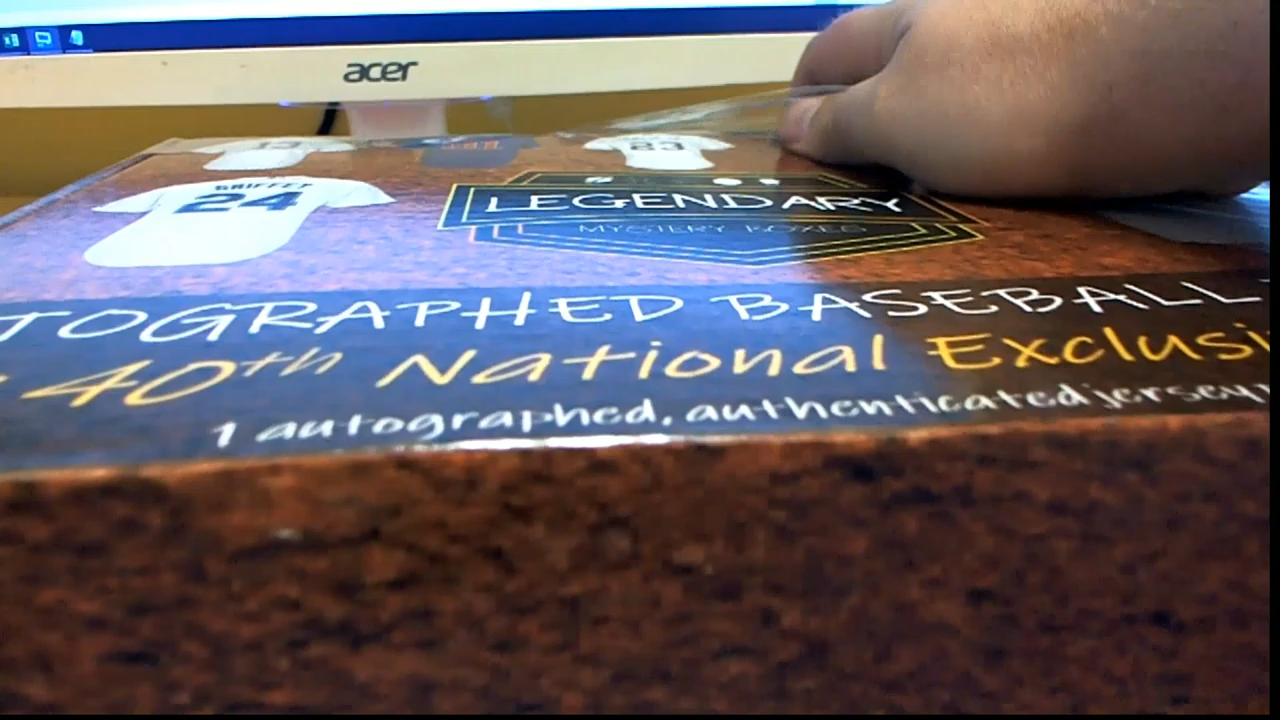 acer
GRIFFEY
24
LEGENDARY
MYSTERY BOXES
TOGRAPHED BASEBALL
40th National Exclusi
1 autographed, authenticated jersey